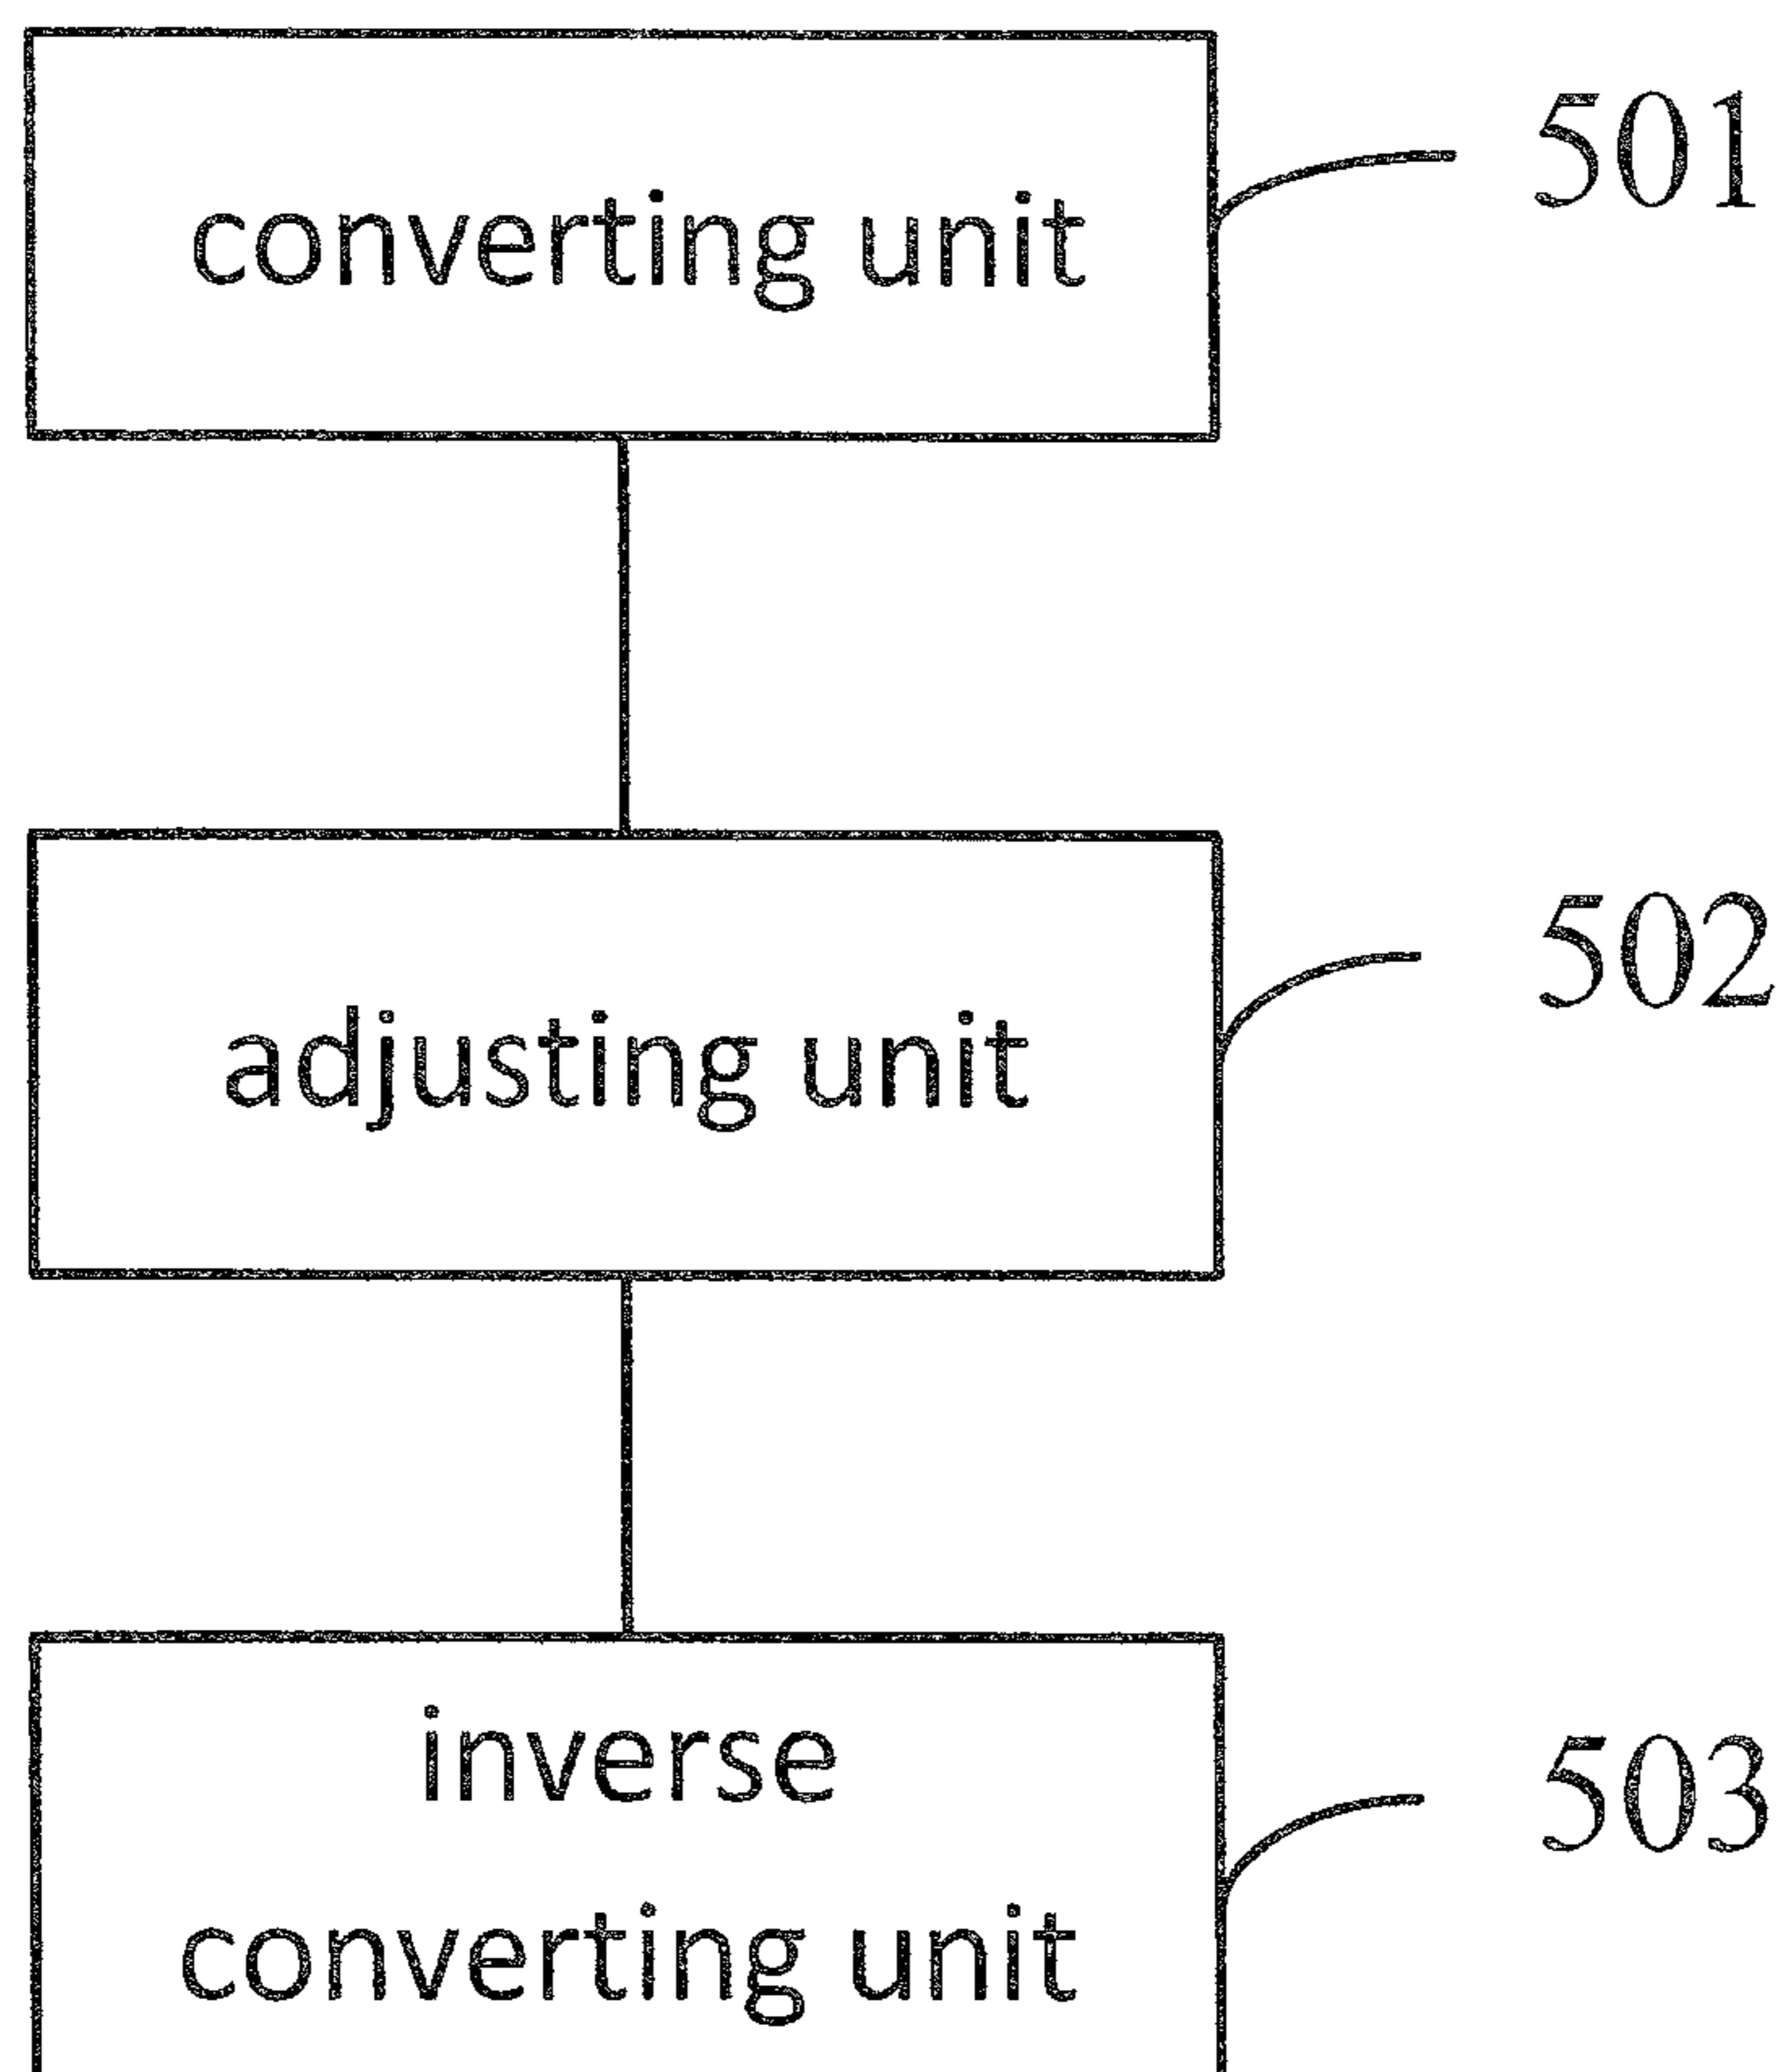 converting unit
501
adjusting unit
502
inverse
converting unit
503